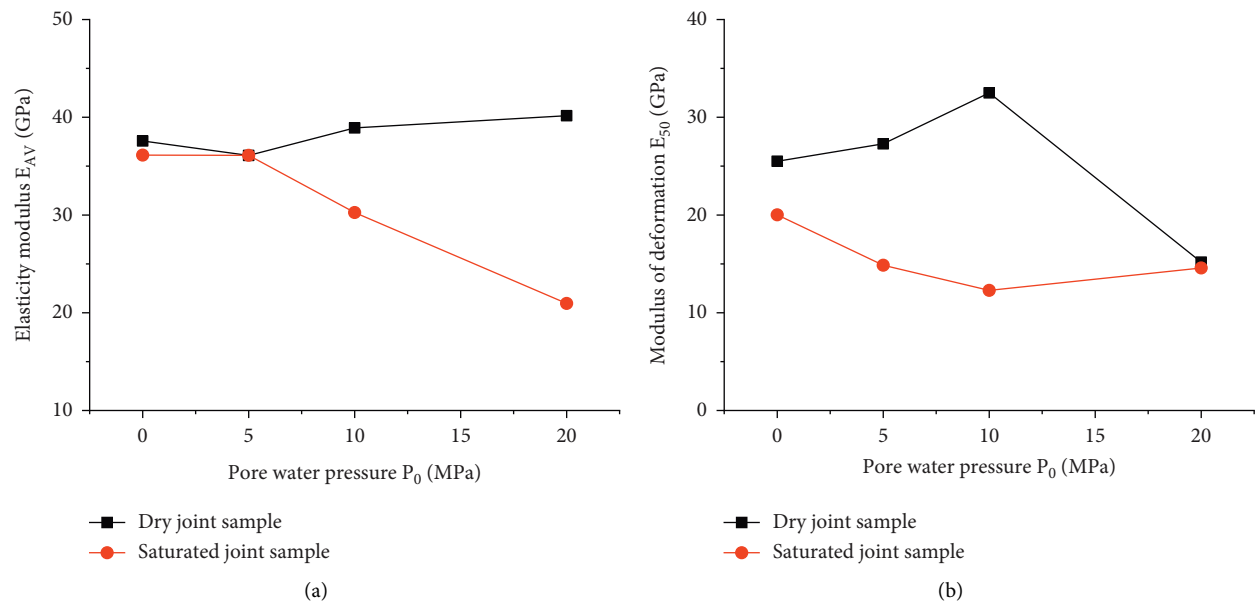 50
40
30
20
10
Elasticity modulus E_AV (GPa)
0 5 10 15 20
Pore water pressure P_0 (MPa)
Dry joint sample
Saturated joint sample
(a)
40
30
20
10
0
Modulus of deformation E_50 (GPa)
0 5 10 15 20
Pore water pressure P_0 (MPa)
Dry joint sample
Saturated joint sample
(b)